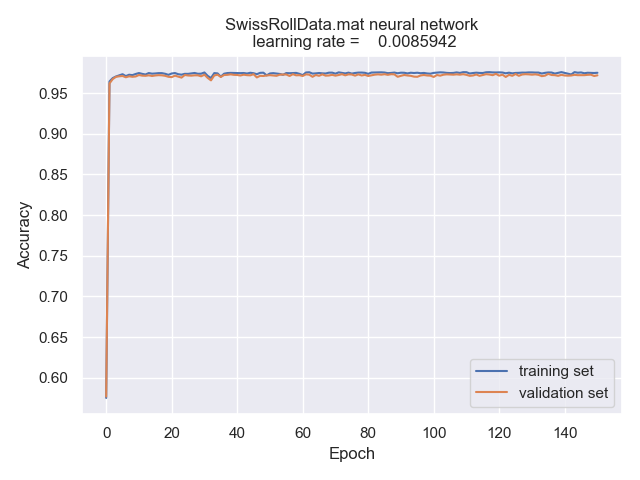 SwissRollData.mat neural network
learning rate = 0.0085942
Accuracy
0.95
0.90
0.85
0.80
0.75
0.70
0.65
0.60
training set
validation set
0 20 40 60 80 100 120 140
Epoch